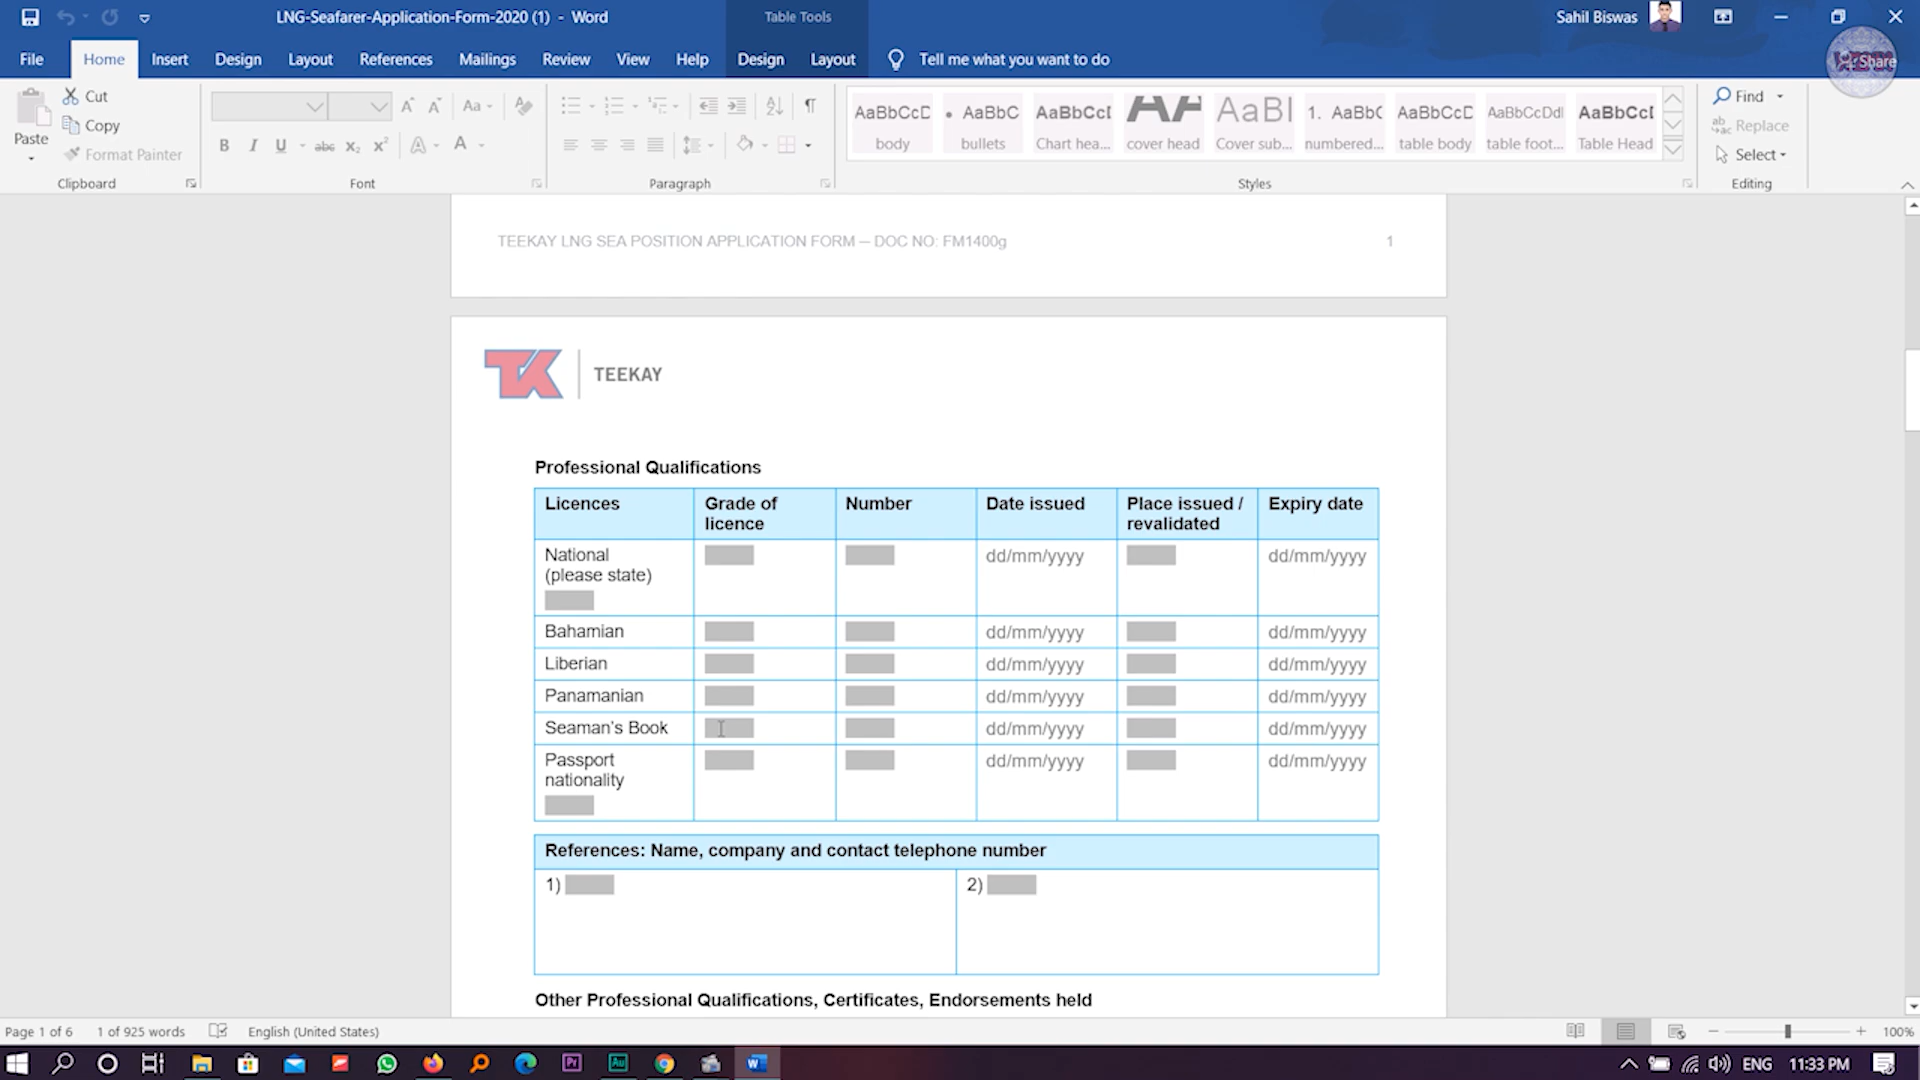 LNG-Seafarer-Application-Form-2020 (1) - Word
Table Tools
Sahil Biswas
File Home Insert Design Layout References Mailings Review View Help Design Layout Tell me what you want to do
Share
Paste
Cut
Copy
Format Painter
Clipboard
Aa
B I U abc X₂ X² A A
Font
Paragraph
AaBbCcD body
AaBbC bullets
AaBbCcI Chart hea...
AA cover head
AaBI Cover sub...
1. AaBbC numbered...
AaBbCcD table body
AaBbCcDdI table foot...
AaBbCcI Table Head
Styles
Find
Replace
Select
Editing
TEEKAY LNG SEA POSITION APPLICATION FORM – DOC NO: FM1400g 1
TK TEEKAY
Professional Qualifications
Licences Grade of licence Number Date issued Place issued / revalidated Expiry date
National (please state) dd/mm/yyyy dd/mm/yyyy
Bahamian dd/mm/yyyy dd/mm/yyyy
Liberian dd/mm/yyyy dd/mm/yyyy
Panamanian dd/mm/yyyy dd/mm/yyyy
Seaman's Book dd/mm/yyyy dd/mm/yyyy
Passport nationality dd/mm/yyyy dd/mm/yyyy
References: Name, company and contact telephone number
1) 2)
Other Professional Qualifications, Certificates, Endorsements held
Page 1 of 6 1 of 925 words English (United States) 100%
ENG 11:33 PM